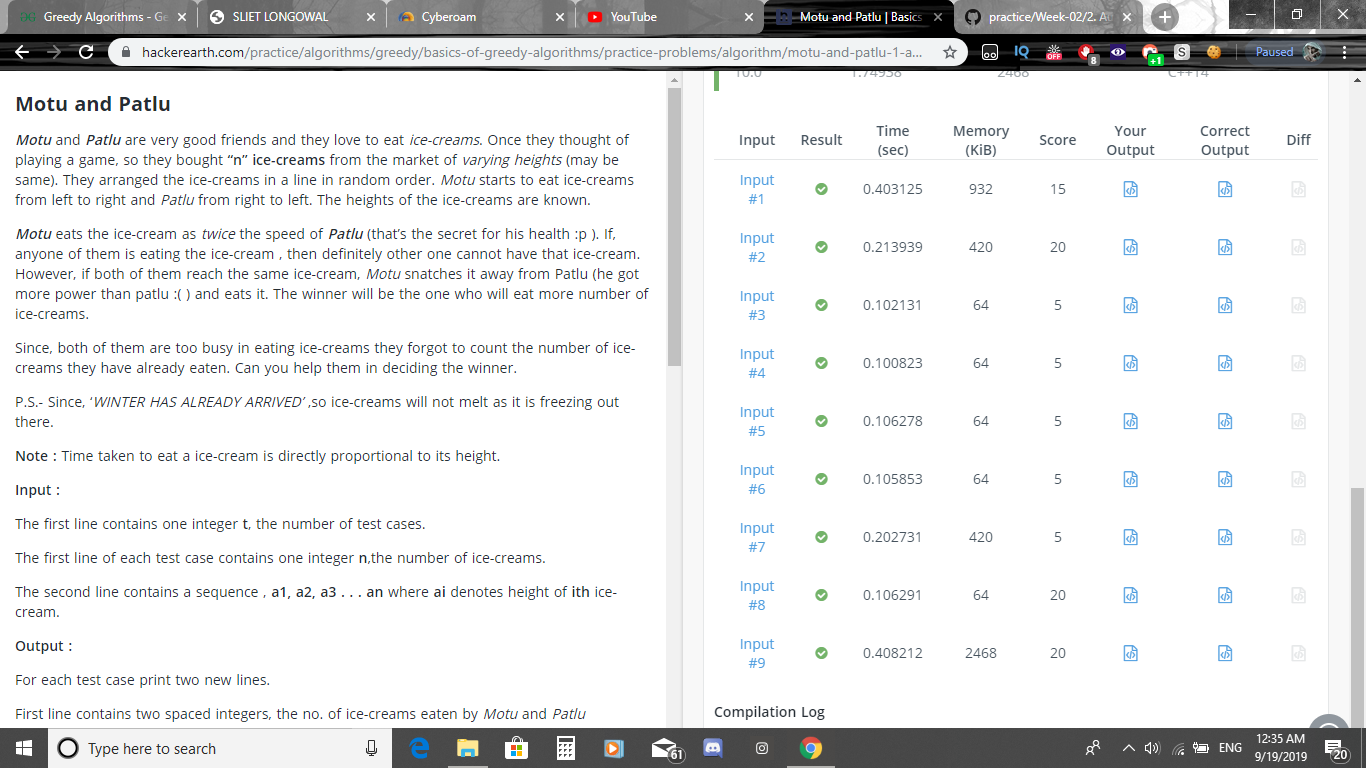 Greedy Algorithms - Ge
SLIET LONGOWAL
Cyberoam
YouTube
Motu and Patlu | Basics
practice/Week-02/2.
hackerearth.com/practice/algorithms/greedy/basics-of-greedy-algorithms/practice-problems/algorithm/motu-and-patlu-1-a...
IQ
OFF
8
+1
S
Paused
Motu and Patlu
Motu and Patlu are very good friends and they love to eat ice-creams. Once they thought of
playing a game, so they bought “n” ice-creams from the market of varying heights (may be
same). They arranged the ice-creams in a line in random order. Motu starts to eat ice-creams
from left to right and Patlu from right to left. The heights of the ice-creams are known.
Motu eats the ice-cream as twice the speed of Patlu (that’s the secret for his health :p ). If,
anyone of them is eating the ice-cream , then definitely other one cannot have that ice-cream.
However, if both of them reach the same ice-cream, Motu snatches it away from Patlu (he got
more power than patlu :( ) and eats it. The winner will be the one who will eat more number of
ice-creams.
Since, both of them are too busy in eating ice-creams they forgot to count the number of ice-
creams they have already eaten. Can you help them in deciding the winner.
P.S.- Since, ‘WINTER HAS ALREADY ARRIVED’ ,so ice-creams will not melt as it is freezing out
there.
Note : Time taken to eat a ice-cream is directly proportional to its height.
Input :
The first line contains one integer t, the number of test cases.
The first line of each test case contains one integer n,the number of ice-creams.
The second line contains a sequence , a1, a2, a3 . . . an where ai denotes height of ith ice-
cream.
Output :
For each test case print two new lines.
First line contains two spaced integers, the no. of ice-creams eaten by Motu and Patlu
10.0 1.74938 2468 C++14
Input Result Time (sec) Memory (KiB) Score Your Output Correct Output Diff
Input #1 0.403125 932 15
Input #2 0.213939 420 20
Input #3 0.102131 64 5
Input #4 0.100823 64 5
Input #5 0.106278 64 5
Input #6 0.105853 64 5
Input #7 0.202731 420 5
Input #8 0.106291 64 20
Input #9 0.408212 2468 20
Compilation Log
Type here to search
61
ENG
12:35 AM
9/19/2019
20